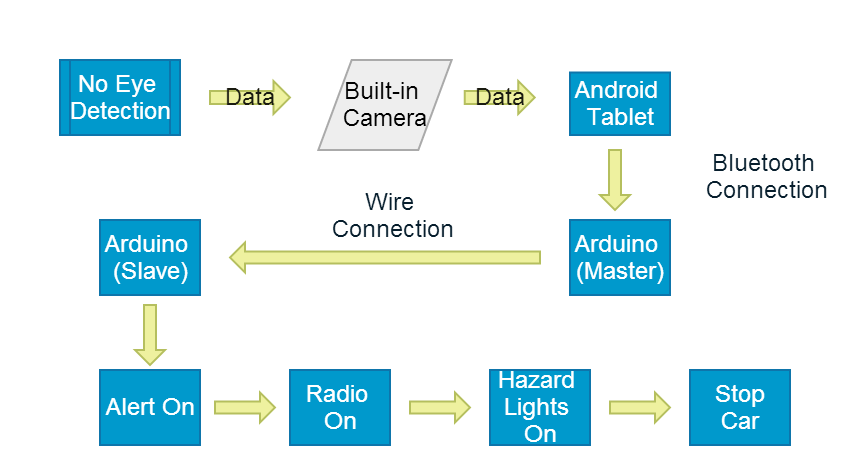 No Eye
Detection
Data
Built-in
Camera
Data
Android
Tablet
Bluetooth
Connection
Wire
Connection
Arduino
(Slave)
Arduino
(Master)
Alert On
Radio
On
Hazard
Lights
On
Stop
Car